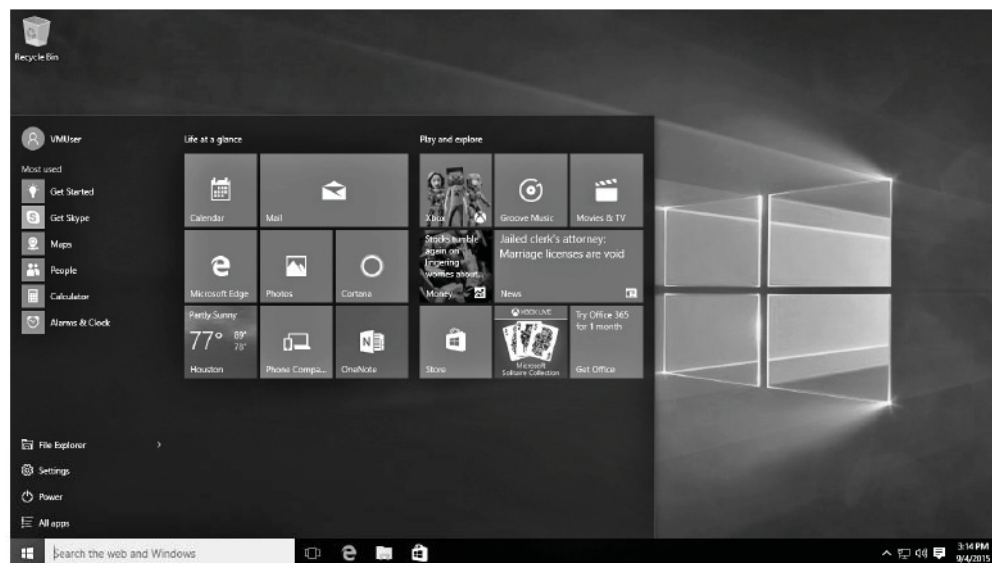 Recycle Bin
VMUser
Most used
Get Started
Get Skype
Maps
People
Calculator
Alarms & Clock
File Explorer
Settings
Power
All apps
Life at a glance
Calendar
Mail
Microsoft Edge
Photos
Cortana
Partly Sunny
77° 89°
78°
Houston
Phone Compa...
OneNote
Play and explore
Xbox
Groove Music
Movies & TV
Stocks tumble
again on
lingering
worries about...
Money
Jailed clerk's attorney:
Marriage licenses are void
News
Store
XBOX LIVE
Microsoft
Solitaire Collection
Try Office 365
for 1 month
Get Office
Search the web and Windows
3:14 PM
9/4/2015